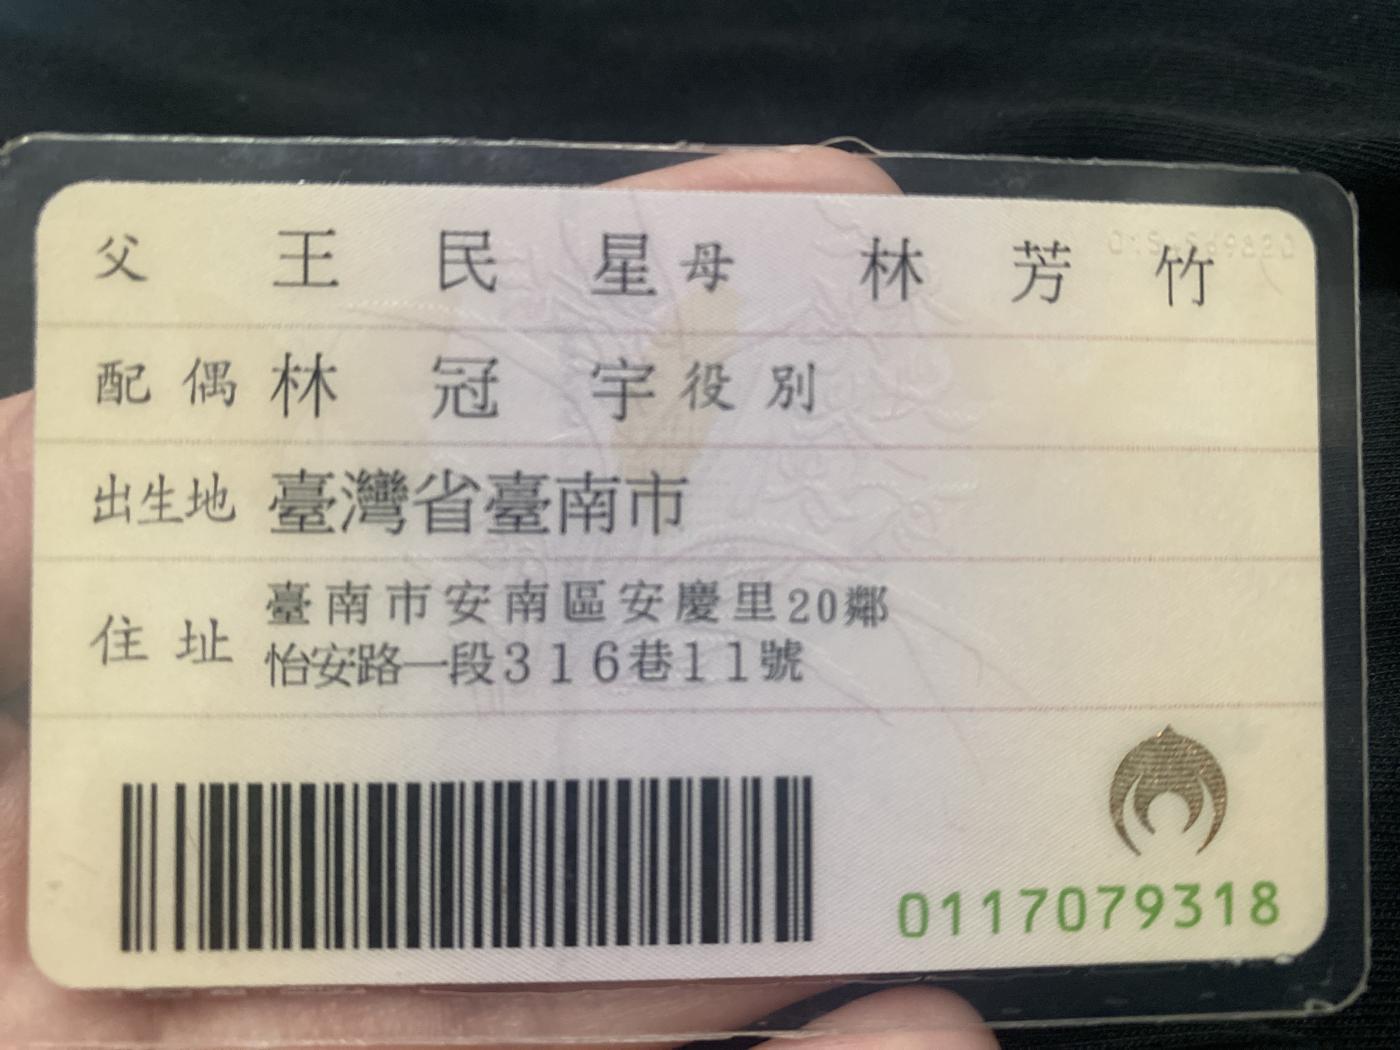 父 王民星 母 林芳竹
配偶 林冠宇 役別
出生地 臺灣省臺南市
住址 臺南市安南區安慶里20鄰
怡安路一段316巷11號
0117079318